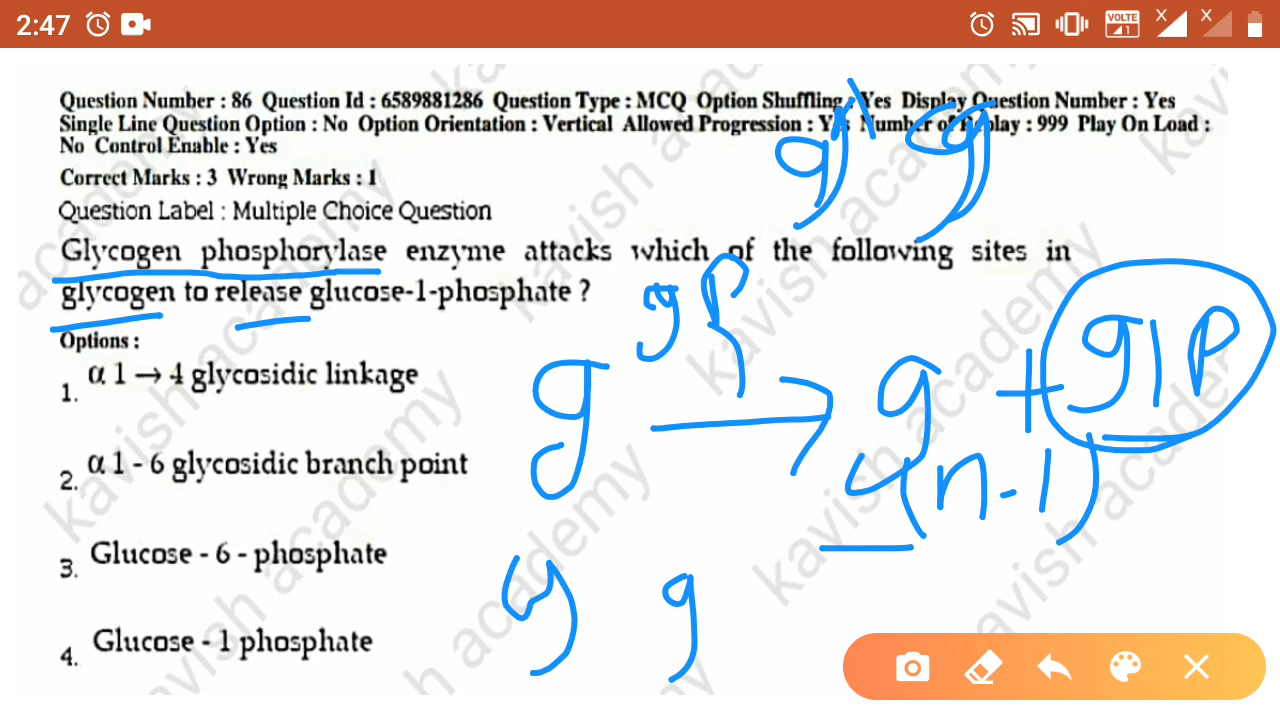 2:47
VOLTE
1
X
X
Question Number : 86 Question Id : 6589881286 Question Type : MCQ Option Shuffling : Yes Display Question Number : Yes
Single Line Question Option : No Option Orientation : Vertical Allowed Progression : Yes Number of Replay : 999 Play On Load :
No Control Enable : Yes
Correct Marks : 3 Wrong Marks : 1
Question Label : Multiple Choice Question
Glycogen phosphorylase enzyme attacks which of the following sites in
glycogen to release glucose-1-phosphate ?
Options :
1. α 1 → 4 glycosidic linkage
2. α 1 - 6 glycosidic branch point
3. Glucose - 6 - phosphate
4. Glucose - 1 phosphate
gp
g → g (n-1) + g1p
g
kavish academy